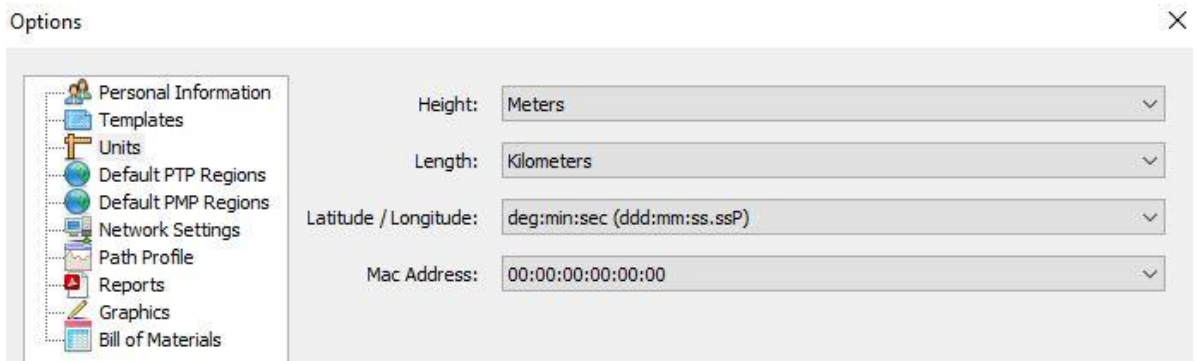 Options
Personal Information
Templates
Units
Default PTP Regions
Default PMP Regions
Network Settings
Path Profile
Reports
Graphics
Bill of Materials
Height: Meters
Length: Kilometers
Latitude / Longitude: deg:min:sec (ddd:mm:ss.ssP)
Mac Address: 00:00:00:00:00:00